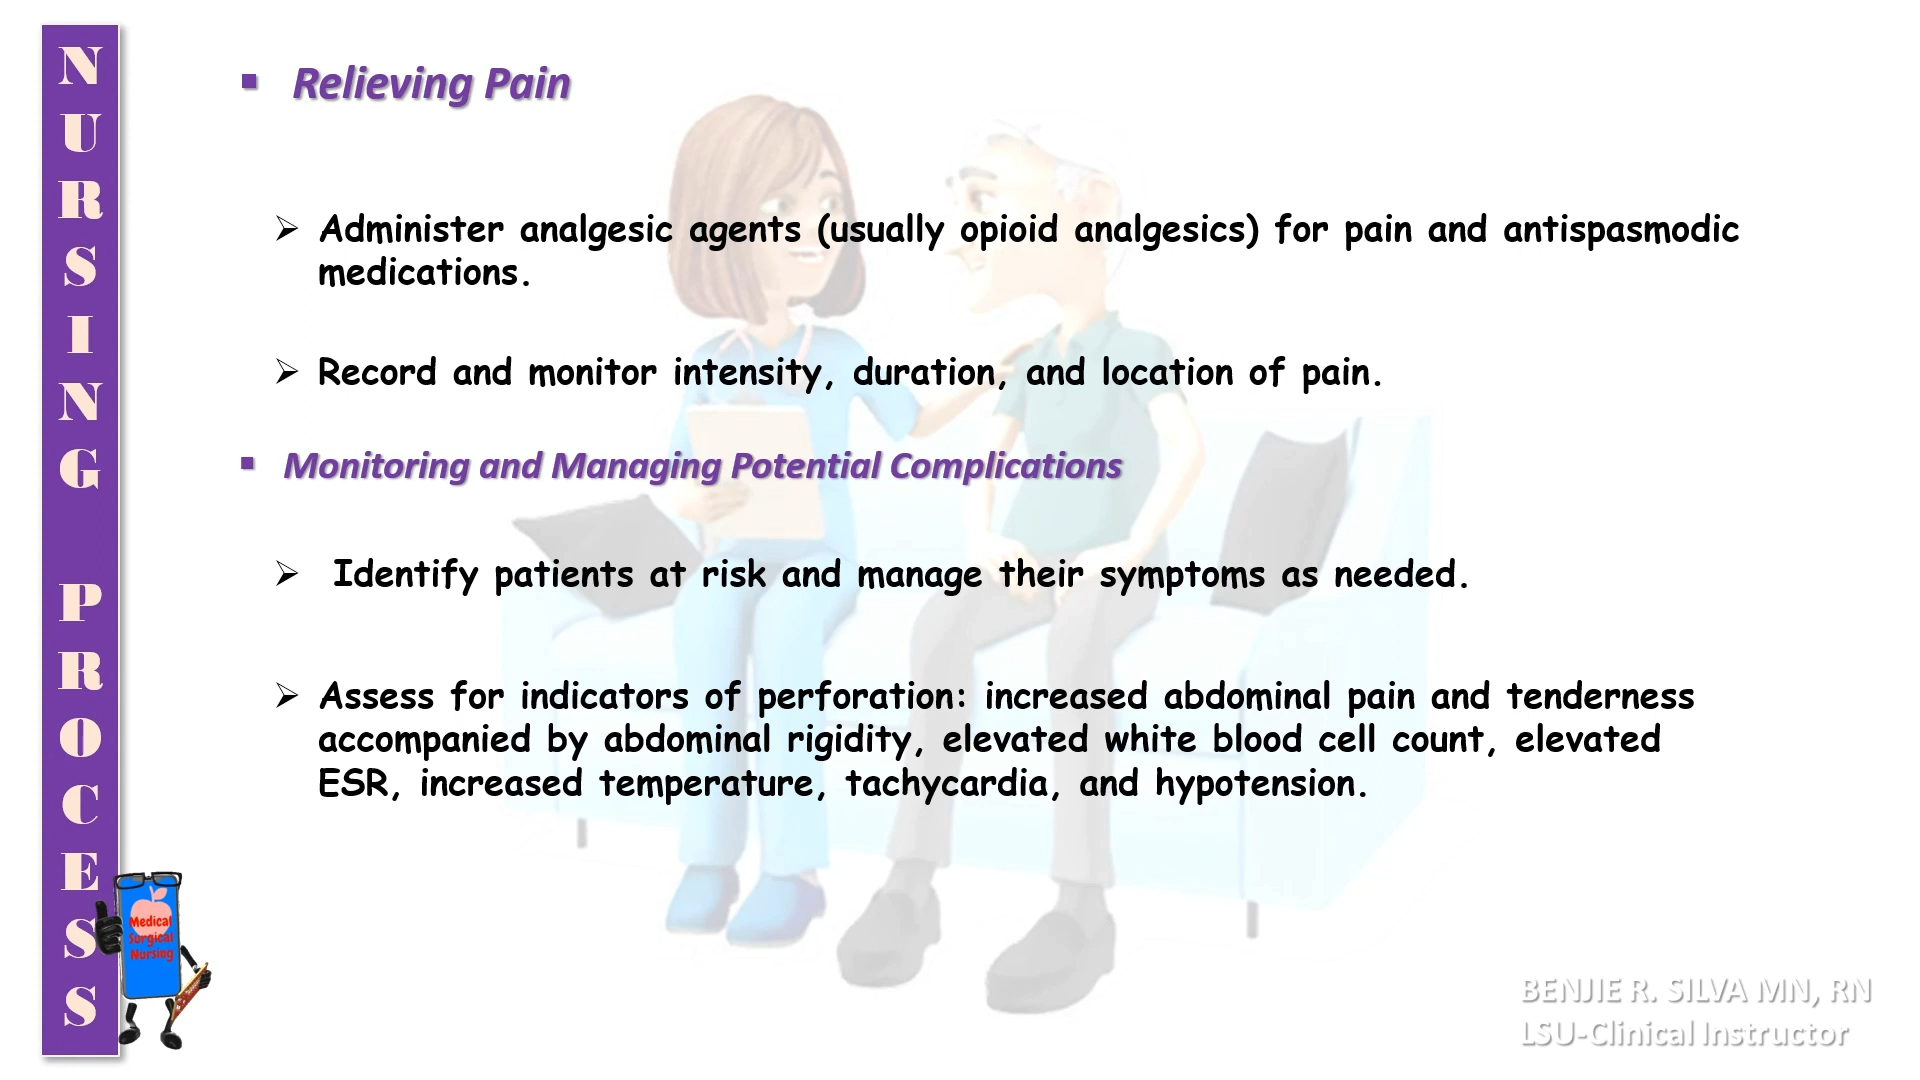 NURSING PROCESS
▪ Relieving Pain
➢ Administer analgesic agents (usually opioid analgesics) for pain and antispasmodic
medications.
➢ Record and monitor intensity, duration, and location of pain.
▪ Monitoring and Managing Potential Complications
➢ Identify patients at risk and manage their symptoms as needed.
➢ Assess for indicators of perforation: increased abdominal pain and tenderness
accompanied by abdominal rigidity, elevated white blood cell count, elevated
ESR, increased temperature, tachycardia, and hypotension.
Medical
Surgical
Nursing
BENJIE R. SILVA MN, RN
LSU-Clinical Instructor